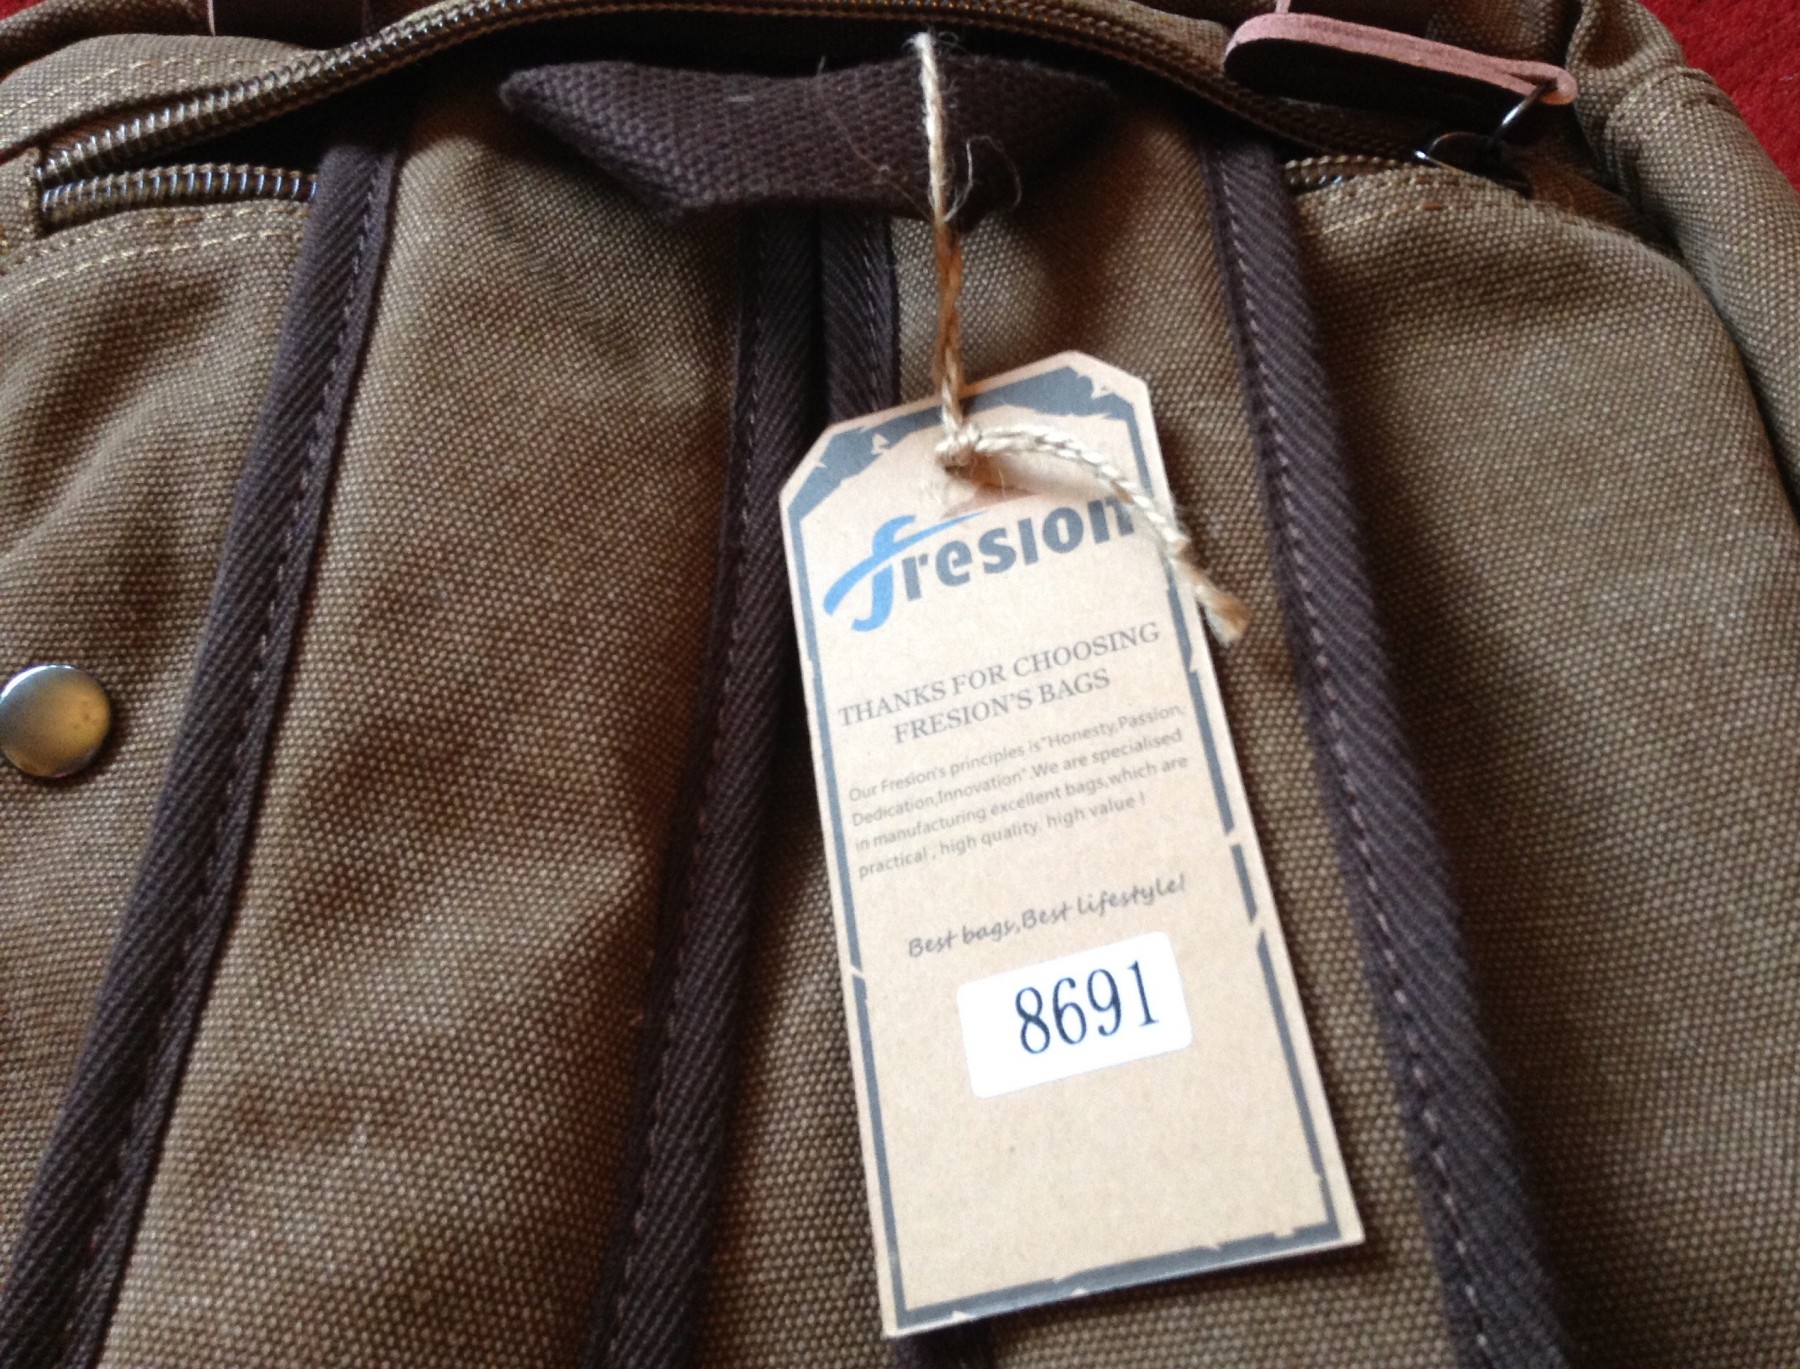 fresion
THANKS FOR CHOOSING
FRESION'S BAGS
Our Fresion's principles is "Honesty,Passion,
Dedication,Innovation".We are specialised
in manufacturing excellent bags,which are
practical , high quality, high value !
Best bags,Best lifestyle!
8691